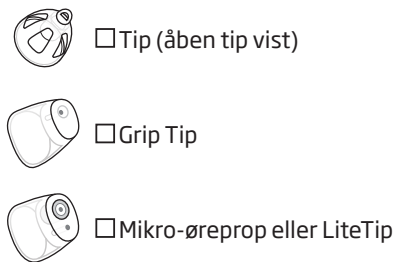 ☐ Tip (åben tip vist)
☐ Grip Tip
☐ Mikro-øreprop eller LiteTip